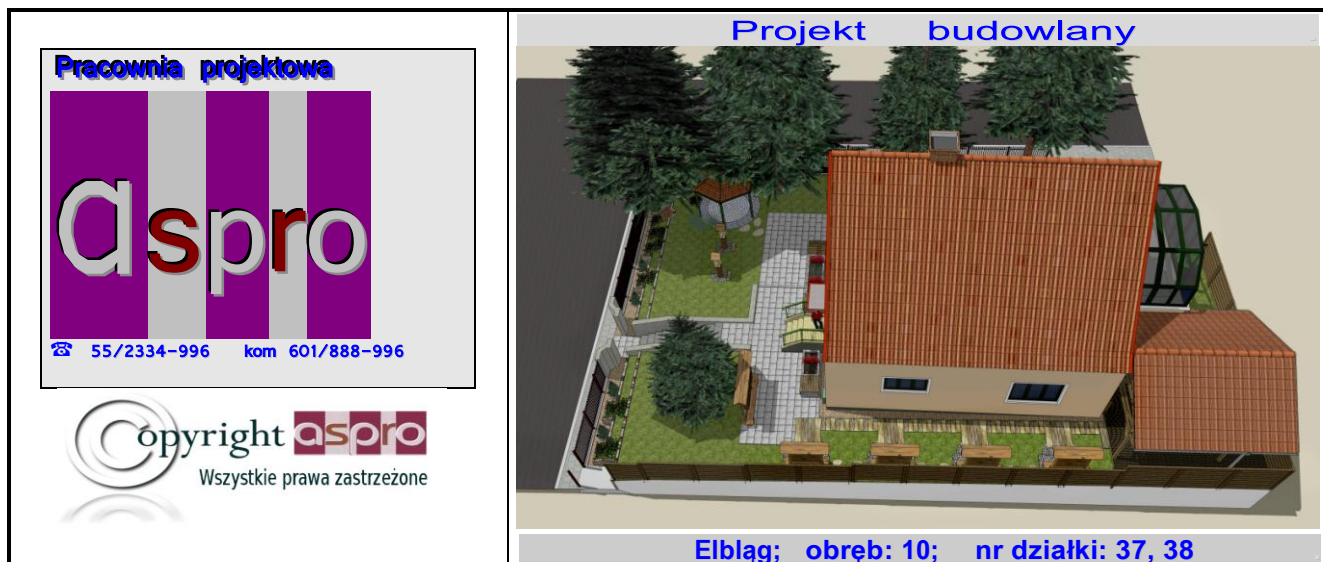 Pracownia projektowa
aspro
☎ 55/2334-996 kom 601/888-996
Copyright aspro
Wszystkie prawa zastrzeżone
Projekt budowlany
Elbląg; obręb: 10; nr działki: 37, 38